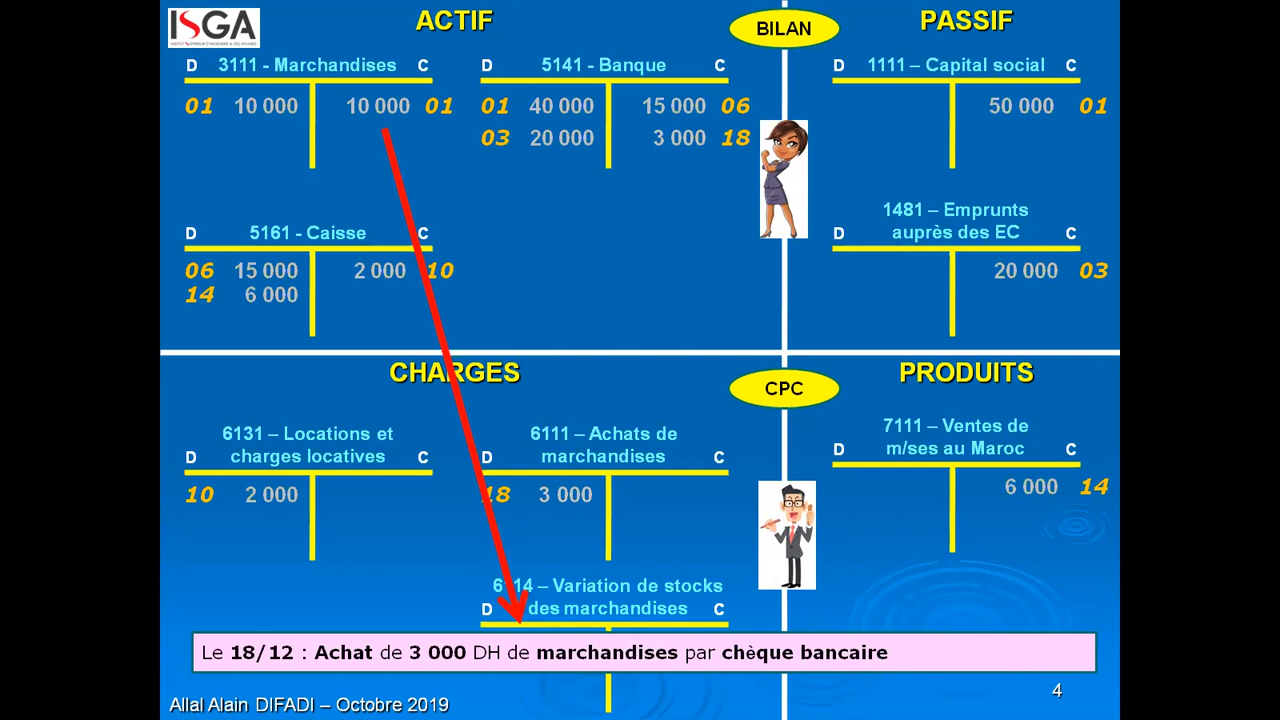 ISGA
ACTIF
BILAN
PASSIF
D 3111 - Marchandises C
01 10 000 10 000 01
D 5141 - Banque C
01 40 000 15 000 06
03 20 000 3 000 18
D 1111 – Capital social C
50 000 01
D 5161 - Caisse C
06 15 000 2 000 10
14 6 000
1481 – Emprunts
D auprès des EC C
20 000 03
CHARGES
CPC
PRODUITS
6131 – Locations et
D charges locatives C
10 2 000
6111 – Achats de
D marchandises C
18 3 000
7111 – Ventes de
D m/ses au Maroc C
6 000 14
6114 – Variation de stocks
D des marchandises C
Le 18/12 : Achat de 3 000 DH de marchandises par chèque bancaire
4
Allal Alain DIFADI – Octobre 2019